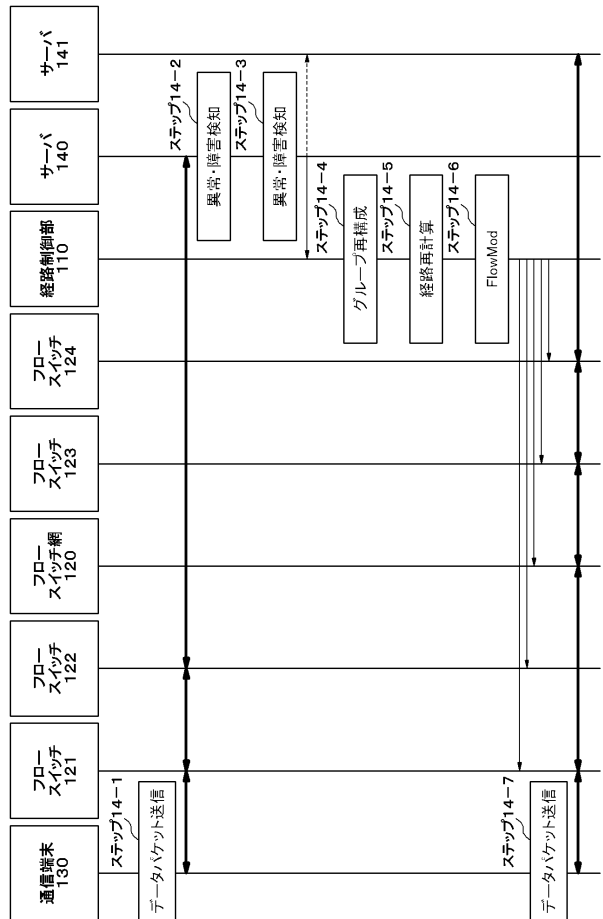 通信端末
130
フロー
スイッチ
121
フロー
スイッチ
122
フロー
スイッチ網
120
フロー
スイッチ
123
フロー
スイッチ
124
経路制御部
110
サーバ
140
サーバ
141
ステップ14-1
データパケット送信
ステップ14-2
異常・障害検知
ステップ14-3
異常・障害検知
ステップ14-4
グループ再構成
ステップ14-5
経路再計算
ステップ14-6
FlowMod
ステップ14-7
データパケット送信